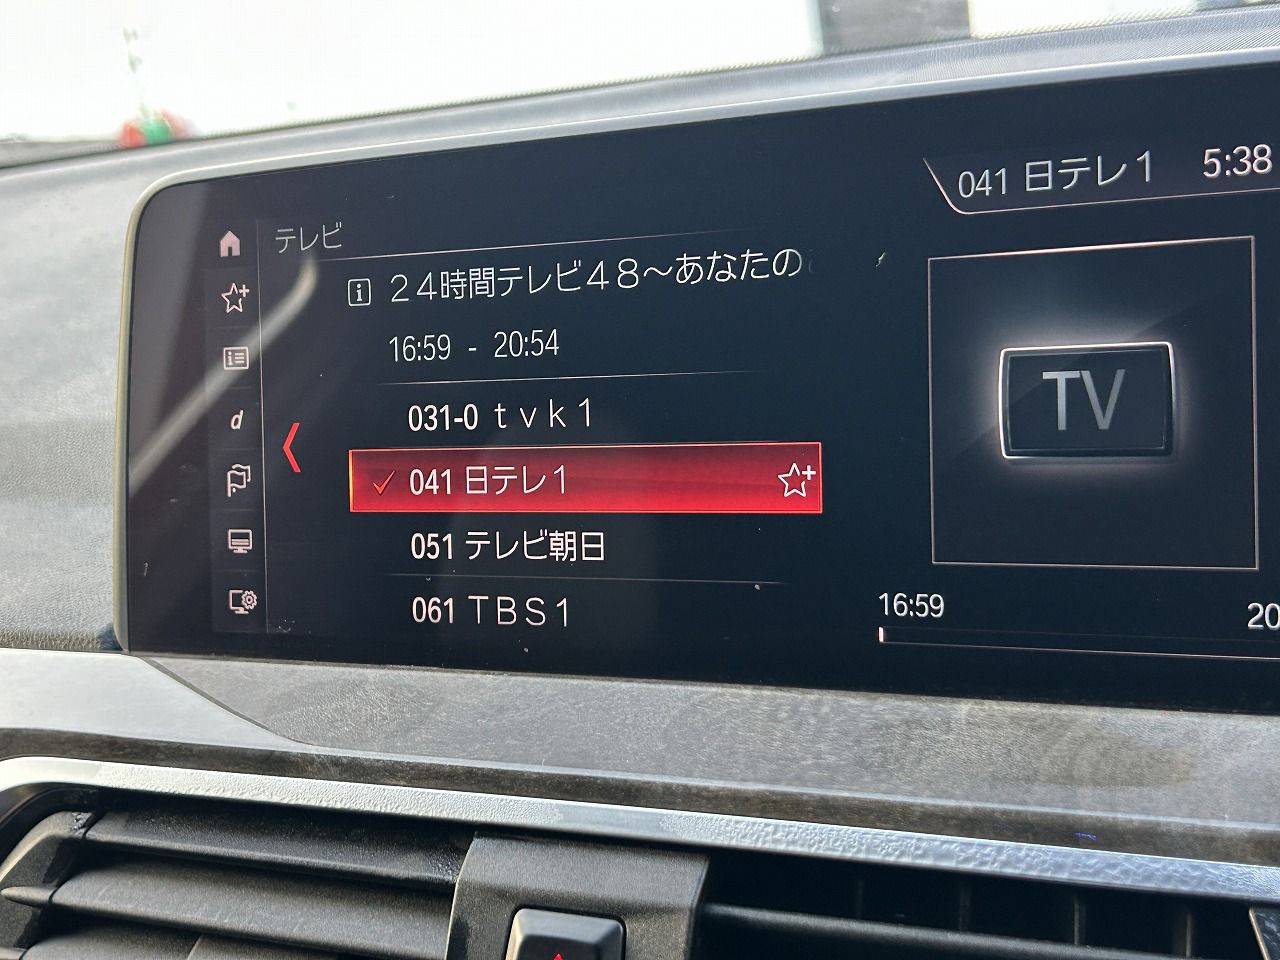 041 日テレ1 5:38
テレビ
24時間テレビ48〜あなたの
16:59 - 20:54
031-0 tvk1
041 日テレ1
051 テレビ朝日
061 TBS1
TV
16:59 20